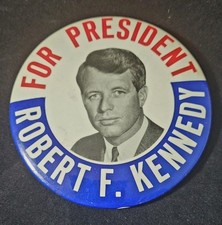 FOR PRESIDENT
ROBERT F. KENNEDY